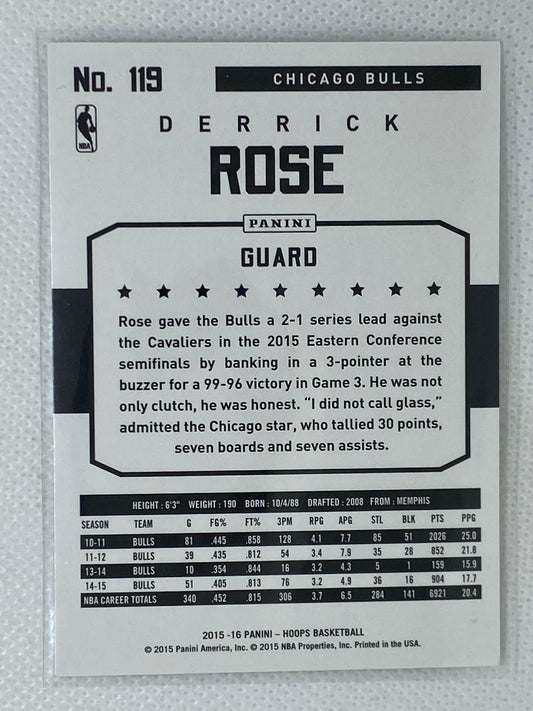 No. 119
CHICAGO BULLS
NBA
DERRICK
ROSE
PANINI
GUARD
Rose gave the Bulls a 2-1 series lead against
the Cavaliers in the 2015 Eastern Conference
semifinals by banking in a 3-pointer at the
buzzer for a 99-96 victory in Game 3. He was not
only clutch, he was honest. “I did not call glass,”
admitted the Chicago star, who tallied 30 points,
seven boards and seven assists.
HEIGHT : 6'3" WEIGHT : 190 BORN : 10/4/88 DRAFTED : 2008 FROM : MEMPHIS
SEASON TEAM G FG% FT% 3PM RPG APG STL BLK PTS PPG
10-11 BULLS 81 .445 .858 128 4.1 7.7 85 51 2026 25.0
11-12 BULLS 39 .435 .812 54 3.4 7.9 35 28 852 21.8
13-14 BULLS 10 .354 .844 16 3.2 4.3 5 1 159 15.9
14-15 BULLS 51 .405 .813 76 3.2 4.9 36 16 904 17.7
NBA CAREER TOTALS 340 .452 .815 306 3.7 6.5 284 141 6921 20.4
2015 -16 PANINI – HOOPS BASKETBALL
© 2015 Panini America, Inc. © 2015 NBA Properties, Inc. Printed in the USA.